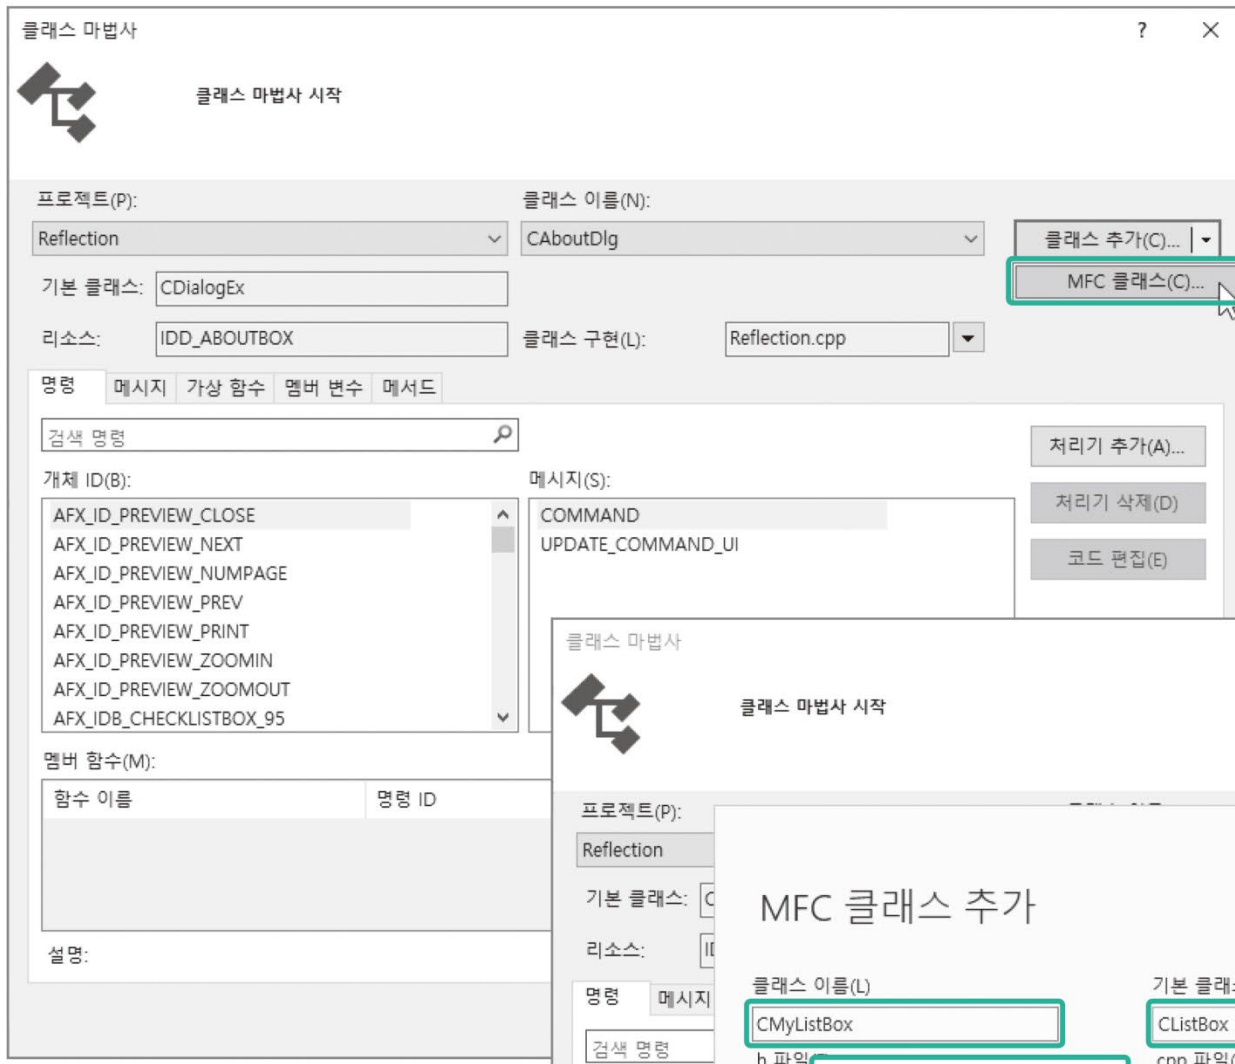 클래스 마법사
?
클래스 마법사 시작
프로젝트(P):
클래스 이름(N):
Reflection
CAboutDlg
클래스 추가(C)...
MFC 클래스(C)...
기본 클래스:
CDialogEx
리소스:
IDD_ABOUTBOX
클래스 구현(L):
Reflection.cpp
명령
메시지
가상 함수
멤버 변수
메서드
검색 명령
처리기 추가(A)...
개체 ID(B):
메시지(S):
처리기 삭제(D)
코드 편집(E)
AFX_ID_PREVIEW_CLOSE
AFX_ID_PREVIEW_NEXT
AFX_ID_PREVIEW_NUMPAGE
AFX_ID_PREVIEW_PREV
AFX_ID_PREVIEW_PRINT
AFX_ID_PREVIEW_ZOOMIN
AFX_ID_PREVIEW_ZOOMOUT
AFX_IDB_CHECKLISTBOX_95
COMMAND
UPDATE_COMMAND_UI
멤버 함수(M):
함수 이름
명령 ID
설명:
클래스 마법사
클래스 마법사 시작
프로젝트(P):
Reflection
기본 클래스:
리소스:
명령
메시지
검색 명령
MFC 클래스 추가
클래스 이름(L)
기본 클래
CMyListBox
CListBox